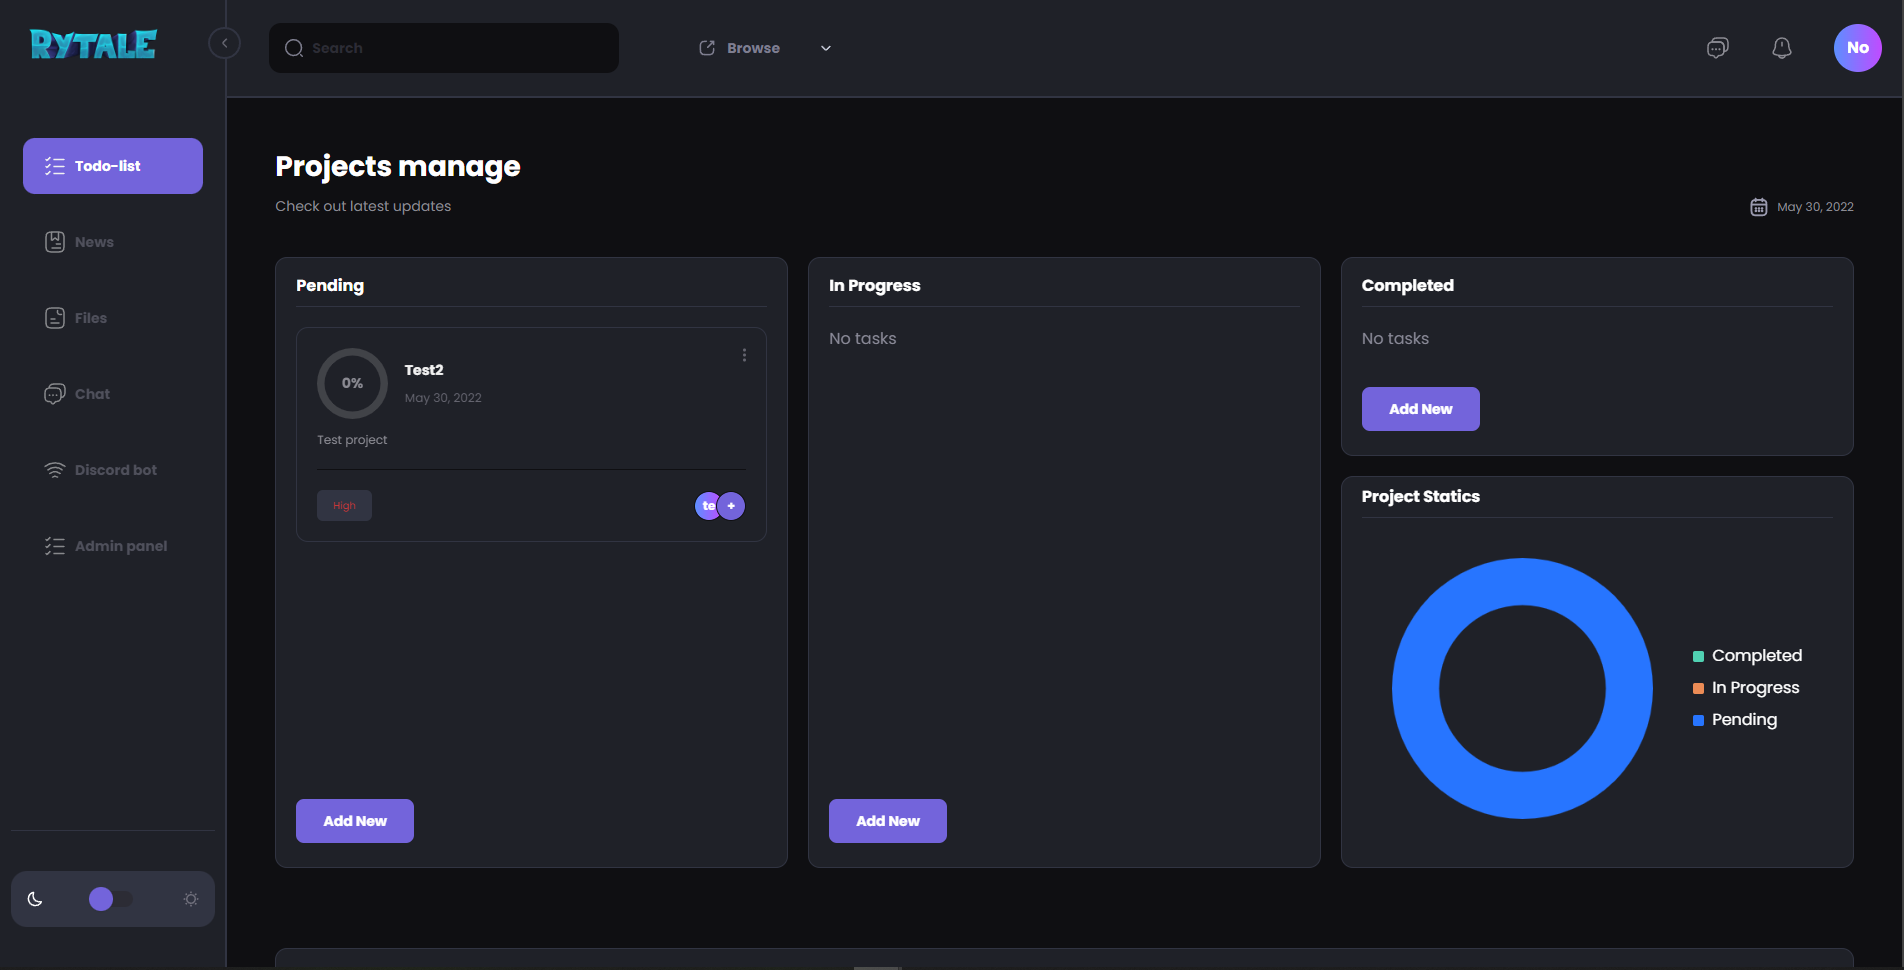 RYTALE
Search
Browse
No
Todo-list
News
Files
Chat
Discord bot
Admin panel
Projects manage
Check out latest updates
May 30, 2022
Pending
0%
Test2
May 30, 2022
Test project
High
te
+
Add New
In Progress
No tasks
Add New
Completed
No tasks
Add New
Project Statics
Completed
In Progress
Pending